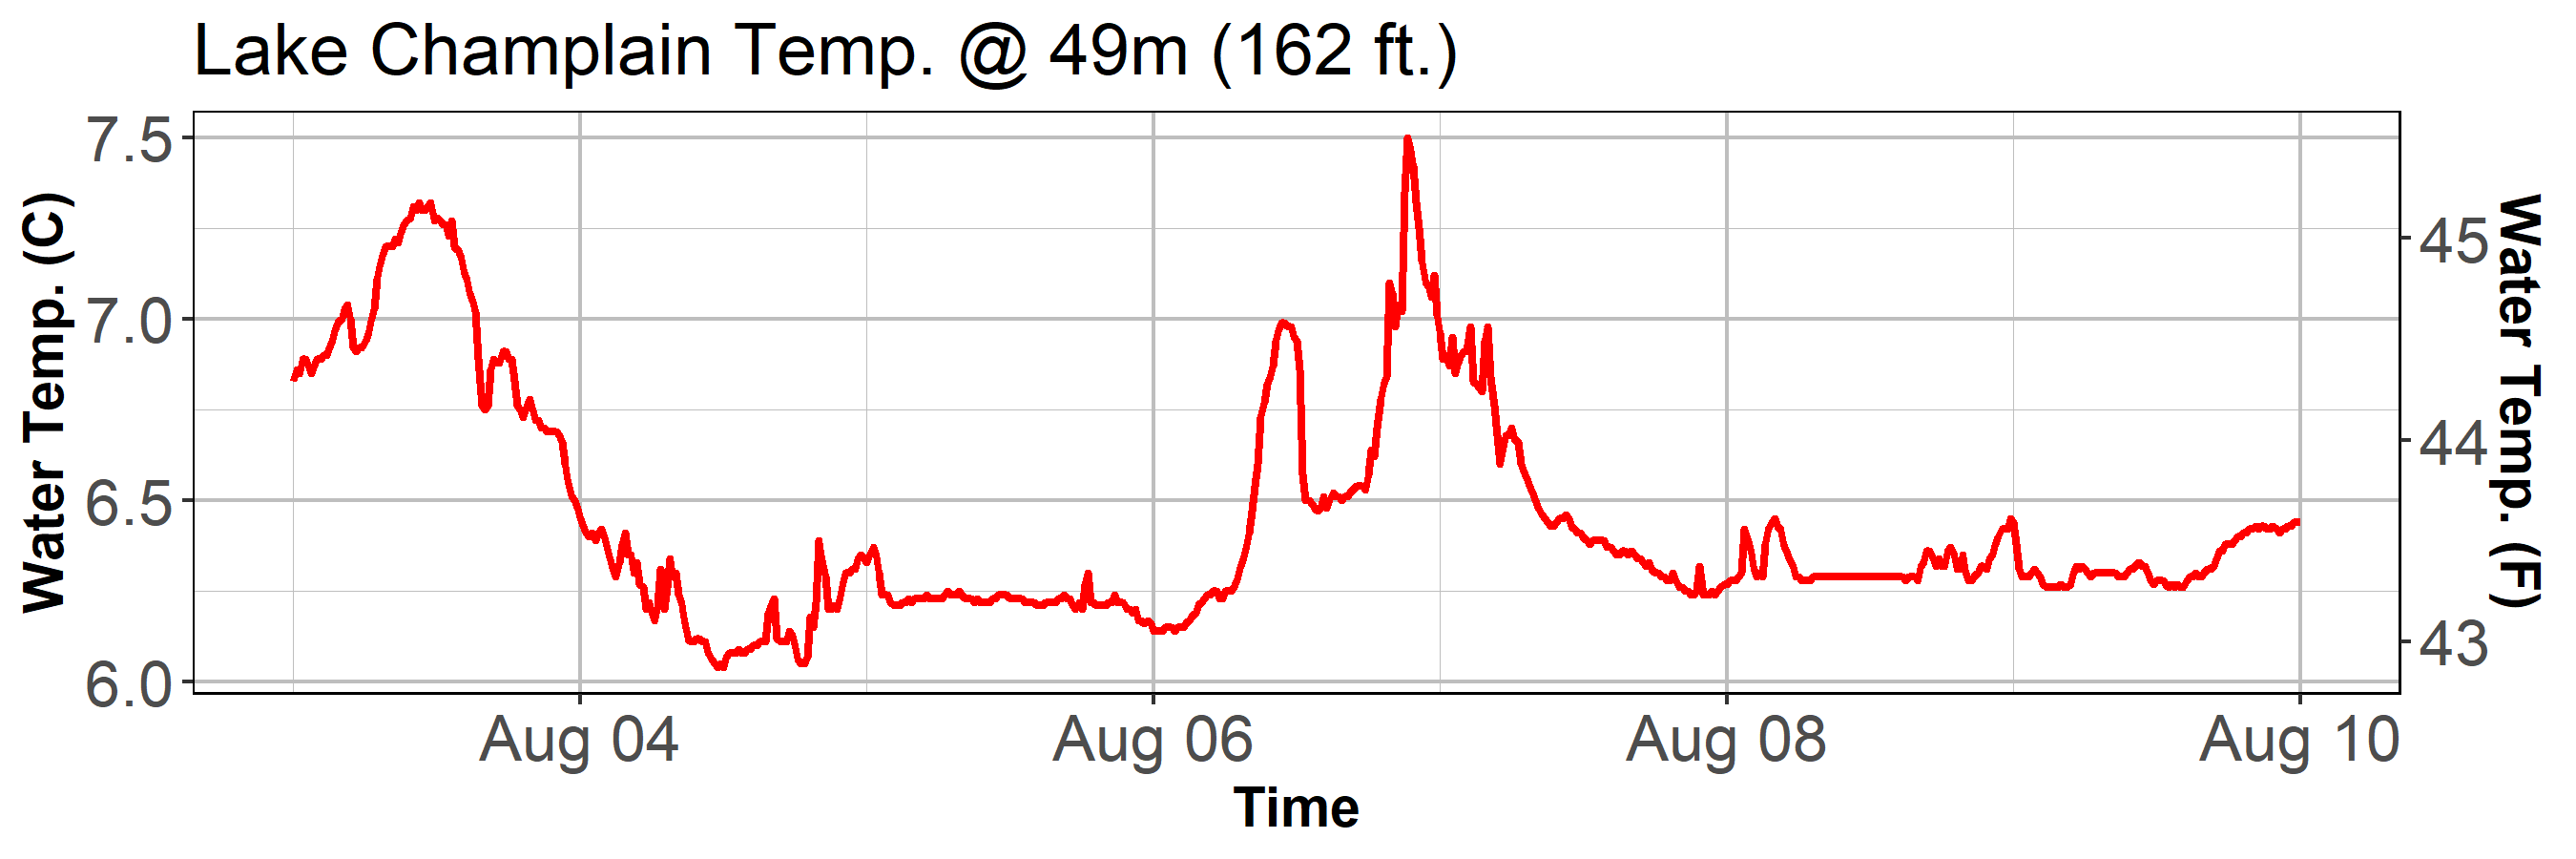 Lake Champlain Temp. @ 49m (162 ft.)
Water Temp. (C)
7.5
7.0
6.5
6.0
45
44
43
Water Temp. (F)
Aug 04 Aug 06 Aug 08 Aug 10
Time